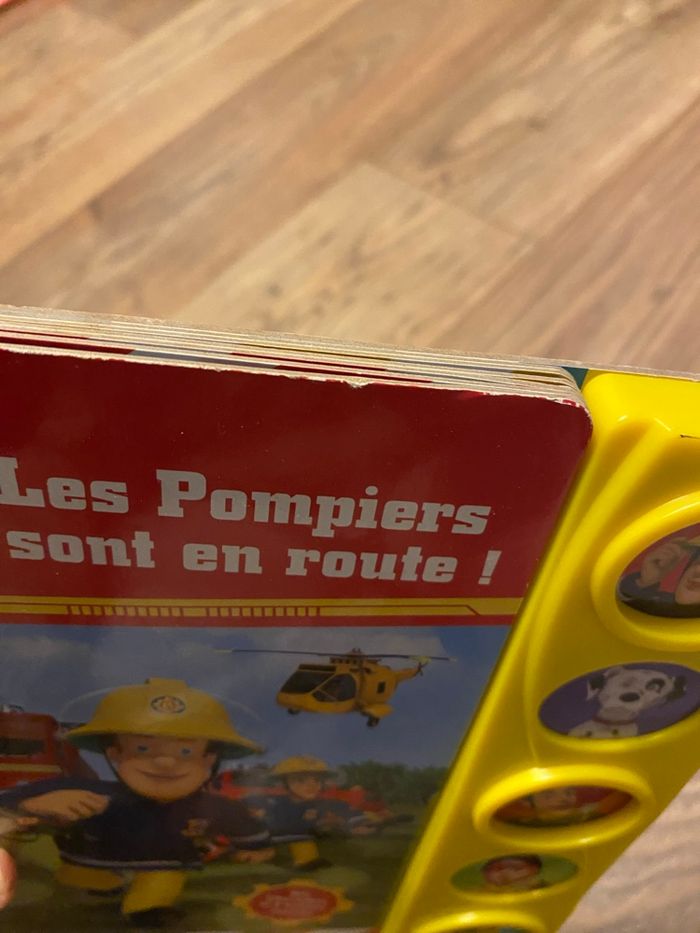 Les Pompiers
sont en route !